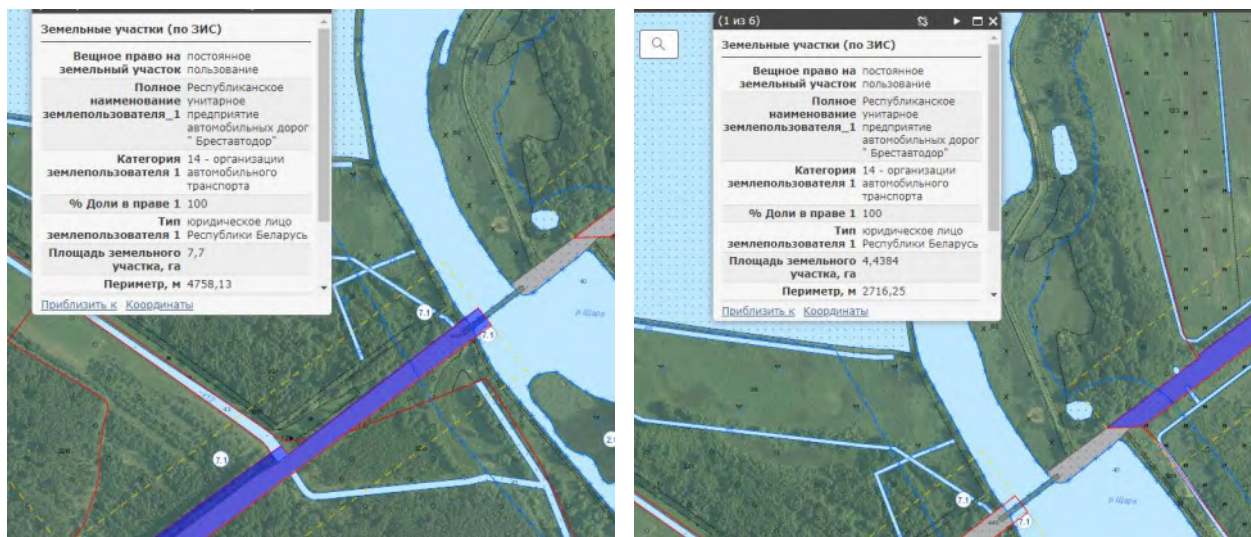 Земельные участки (по ЗИС)
Вещное право на земельный участок постоянное пользование
Полное наименование землепользователя_1 Республиканское унитарное предприятие автомобильных дорог " Бреставтодор"
Категория землепользователя 1 14 - организации автомобильного транспорта
% Доли в праве 1 100
Тип землепользователя 1 юридическое лицо Республики Беларусь
Площадь земельного участка, га 7,7
Периметр, м 4758,13
Приблизить к Координаты
7.1
7.1
7.1
40
р.Щара
(1 из 6)
Земельные участки (по ЗИС)
Вещное право на земельный участок постоянное пользование
Полное наименование землепользователя_1 Республиканское унитарное предприятие автомобильных дорог " Бреставтодор"
Категория землепользователя 1 14 - организации автомобильного транспорта
% Доли в праве 1 100
Тип землепользователя 1 юридическое лицо Республики Беларусь
Площадь земельного участка, га 4,4384
Периметр, м 2716,25
Приблизить к Координаты
7.1
7.1
40
р.Щара